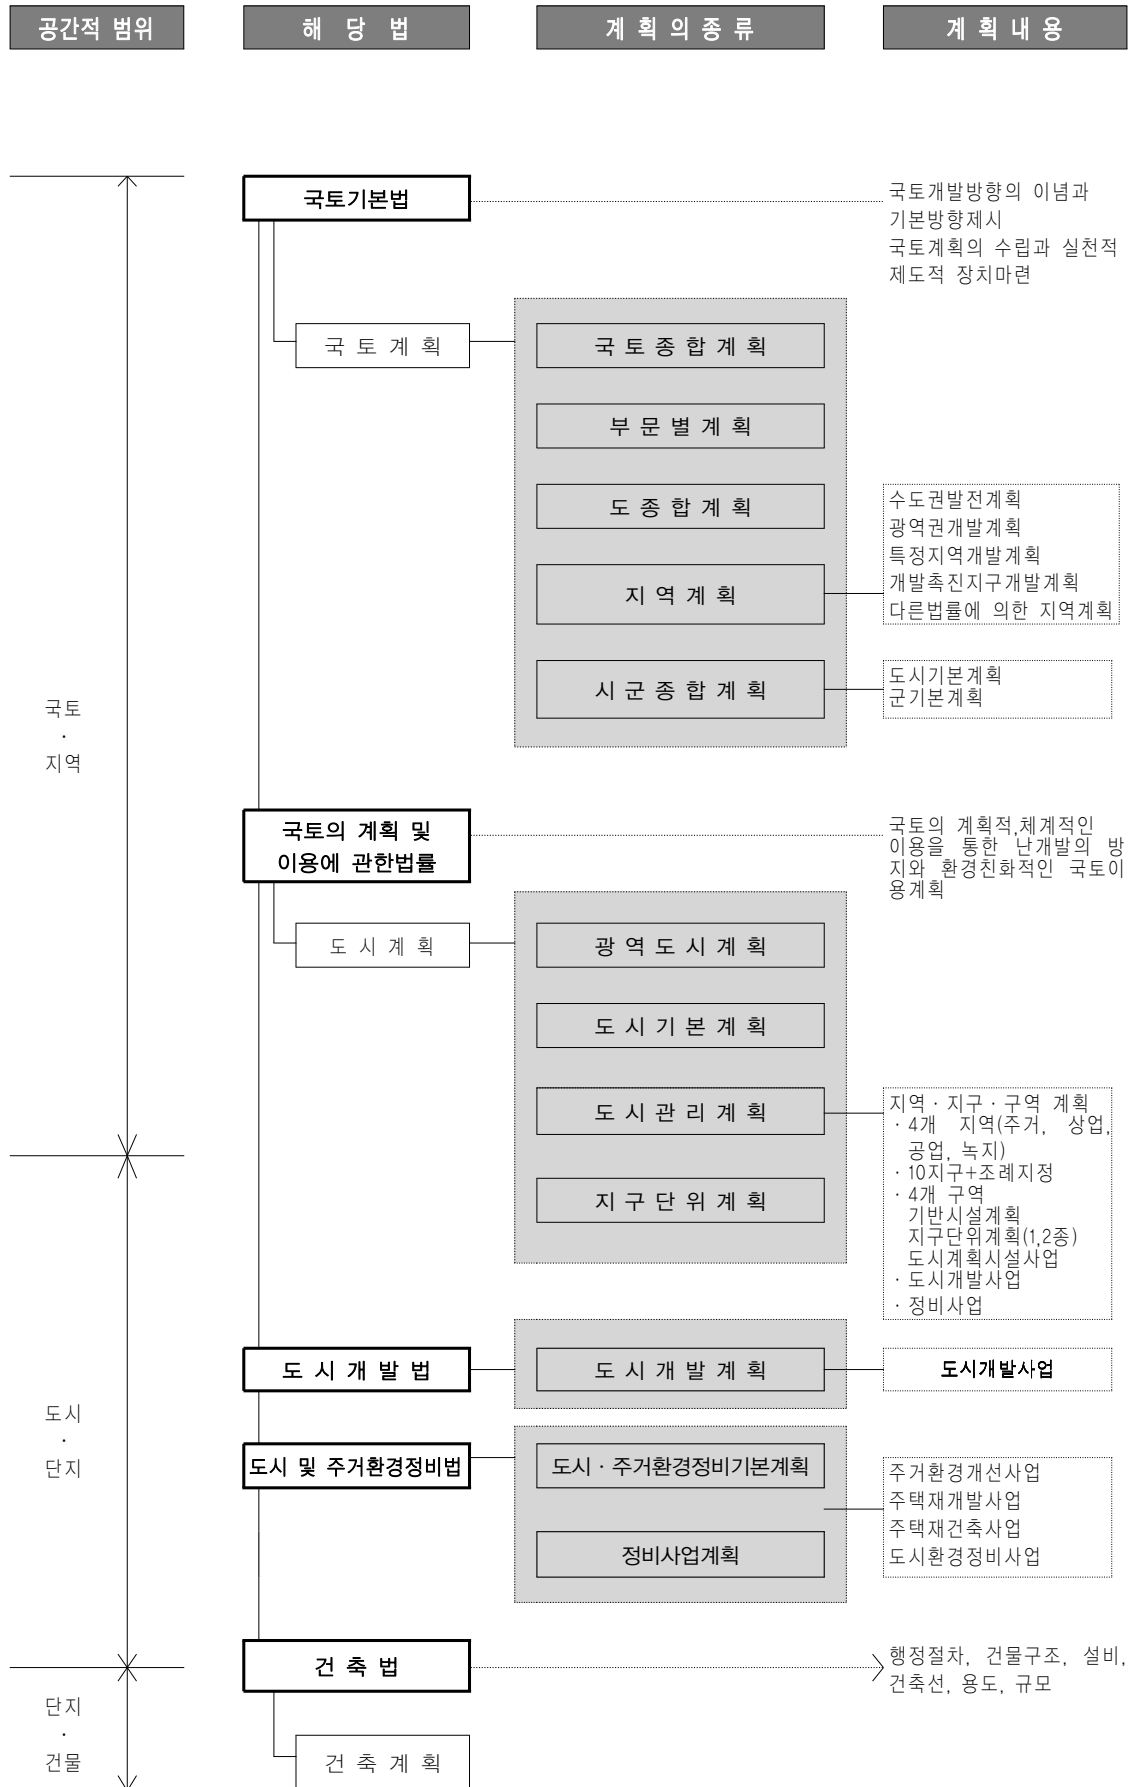 공간적 범위
해 당 법
계 획 의 종 류
계 획 내 용
국토기본법
국토개발방향의 이념과
기본방향제시
국토계획의 수립과 실천적
제도적 장치마련
국 토 계 획
국 토 종 합 계 획
부 문 별 계 획
도 종 합 계 획
지 역 계 획
수도권발전계획
광역권개발계획
특정지역개발계획
개발촉진지구개발계획
다른법률에 의한 지역계획
시 군 종 합 계 획
도시기본계획
군기본계획
국토
·
지역
국토의 계획 및
이용에 관한법률
국토의 계획적,체계적인
이용을 통한 난개발의 방
지와 환경친화적인 국토이
용계획
도 시 계 획
광 역 도 시 계 획
도 시 기 본 계 획
도 시 관 리 계 획
지 구 단 위 계 획
지역 · 지구 · 구역 계획
· 4개 지역(주거, 상업,
공업, 녹지)
· 10지구+조례지정
· 4개 구역
기반시설계획
지구단위계획(1,2종)
도시계획시설사업
· 도시개발사업
· 정비사업
도 시 개 발 법
도 시 개 발 계 획
도시개발사업
도시
·
단지
도시 및 주거환경정비법
도시 · 주거환경정비기본계획
정비사업계획
주거환경개선사업
주택재개발사업
주택재건축사업
도시환경정비사업
건 축 법
행정절차, 건물구조, 설비,
건축선, 용도, 규모
단지
·
건물
건 축 계 획